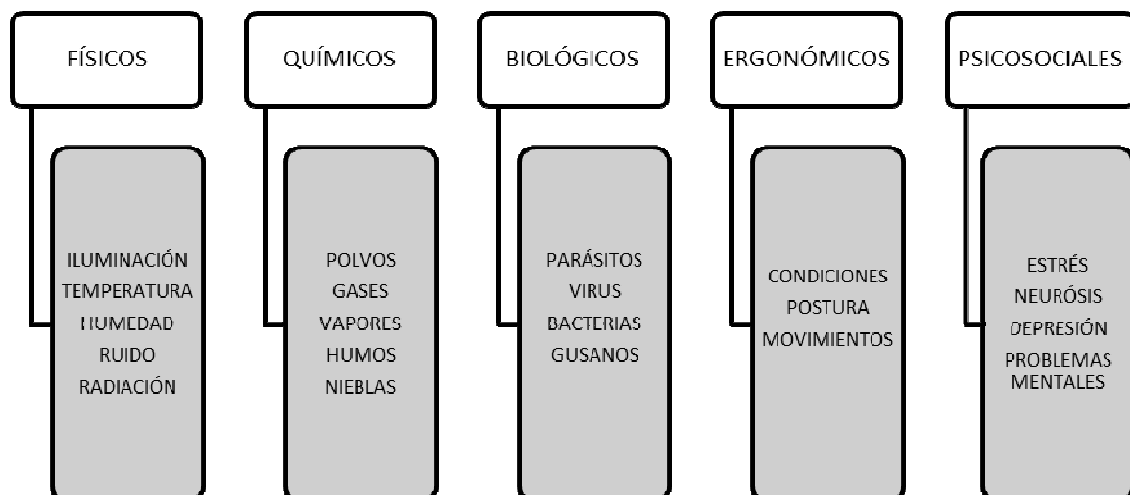 FÍSICOS
ILUMINACIÓN
TEMPERATURA
HUMEDAD
RUIDO
RADIACIÓN
QUÍMICOS
POLVOS
GASES
VAPORES
HUMOS
NIEBLAS
BIOLÓGICOS
PARÁSITOS
VIRUS
BACTERIAS
GUSANOS
ERGONÓMICOS
CONDICIONES
POSTURA
MOVIMIENTOS
PSICOSOCIALES
ESTRÉS
NEURÓSIS
DEPRESIÓN
PROBLEMAS
MENTALES